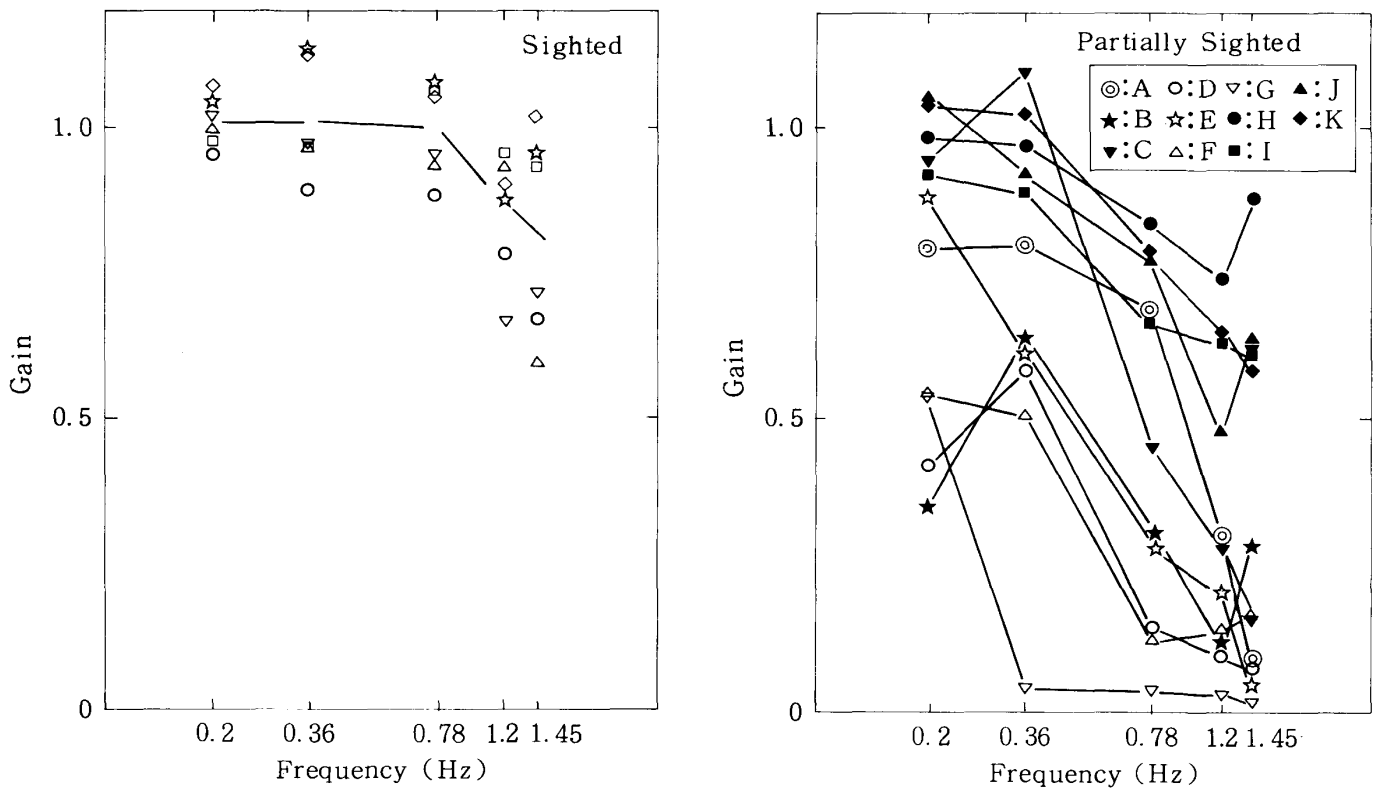 Sighted
1.0
0.5
0
Gain
0.2 0.36 0.78 1.2 1.45
Frequency (Hz)
Partially Sighted
◎:A ○:D ▽:G ▲:J
★:B ☆:E ●:H ◆:K
▼:C △:F ■:I
1.0
0.5
0
Gain
0.2 0.36 0.78 1.2 1.45
Frequency (Hz)